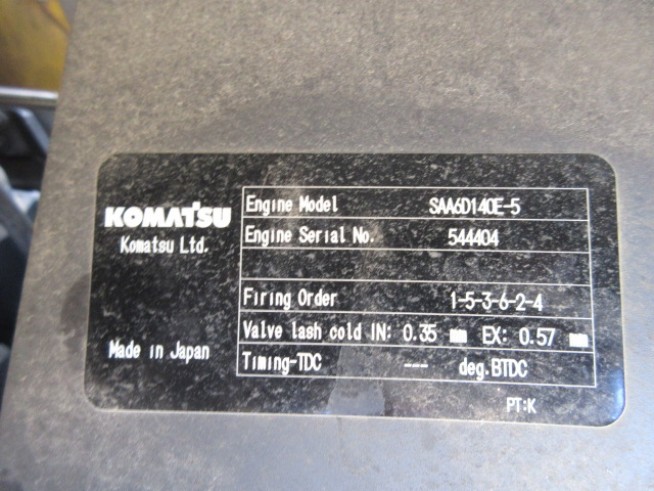 KOMATSU
Komatsu Ltd.
Made in Japan
Engine Model SAA6D140E-5
Engine Serial No. 544404
Firing Order 1-5-3-6-2-4
Valve lash cold IN: 0.35 mm EX: 0.57 mm
Timing-TDC --- deg.BTDC
PT:K